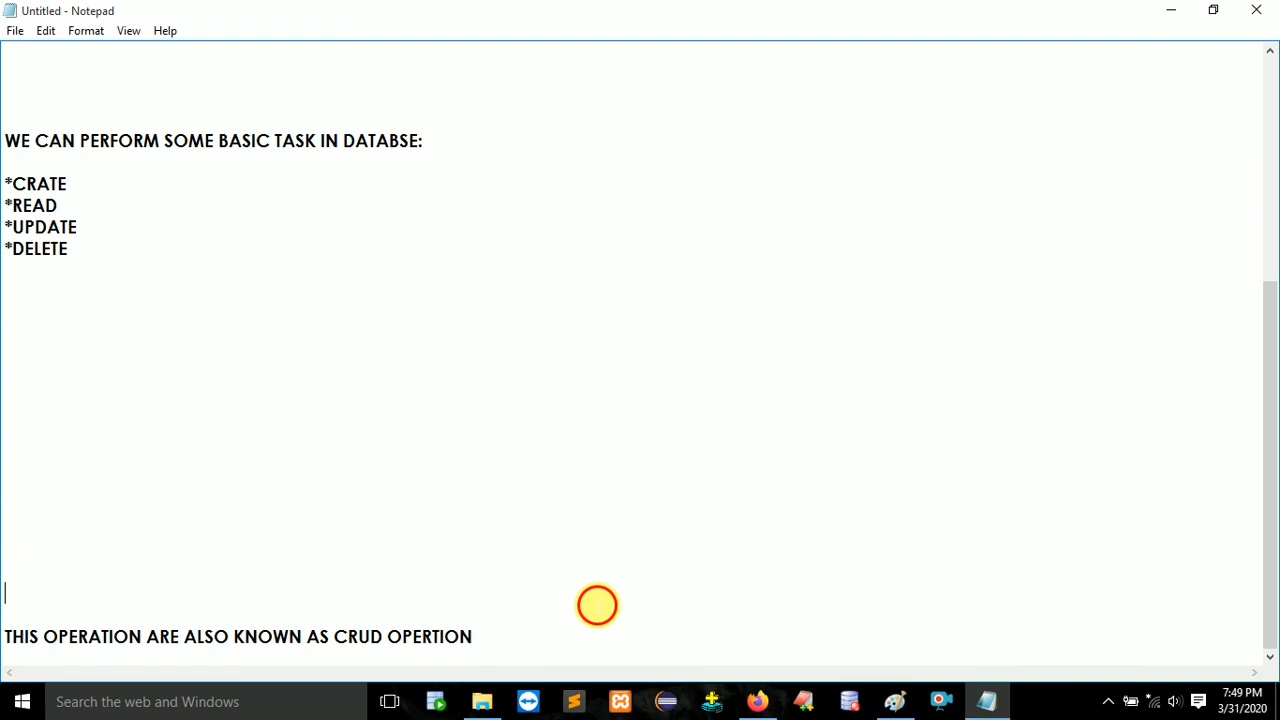 Untitled - Notepad
File Edit Format View Help
WE CAN PERFORM SOME BASIC TASK IN DATABSE:
*CRATE
*READ
*UPDATE
*DELETE
THIS OPERATION ARE ALSO KNOWN AS CRUD OPERTION
Search the web and Windows
7:49 PM
3/31/2020